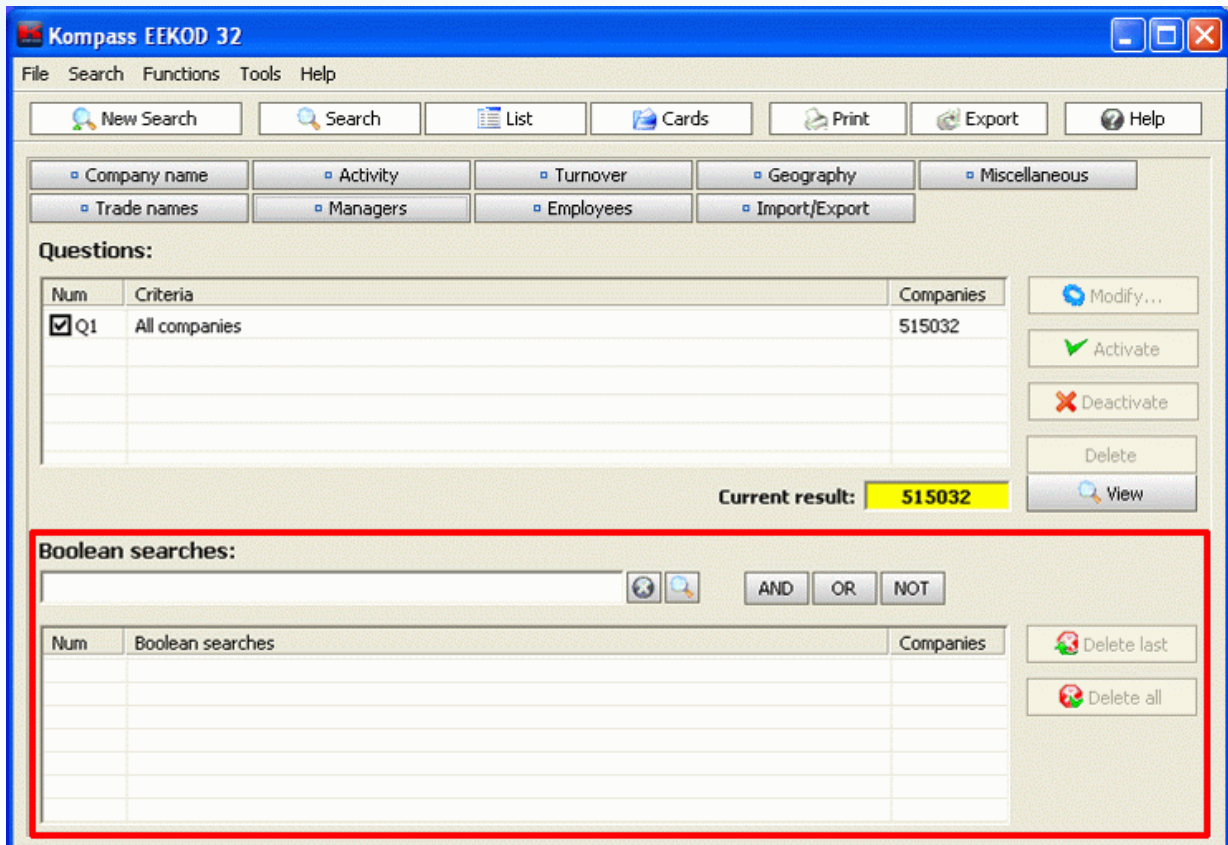 Kompass EEKOD 32
File Search Functions Tools Help
New Search Search List Cards Print Export Help
Company name Activity Turnover Geography Miscellaneous
Trade names Managers Employees Import/Export
Questions:
Num Criteria Companies Modify...
Q1 All companies 515032
Activate
Deactivate
Delete
Current result: 515032 View
Boolean searches:
AND OR NOT
Num Boolean searches Companies Delete last
Delete all